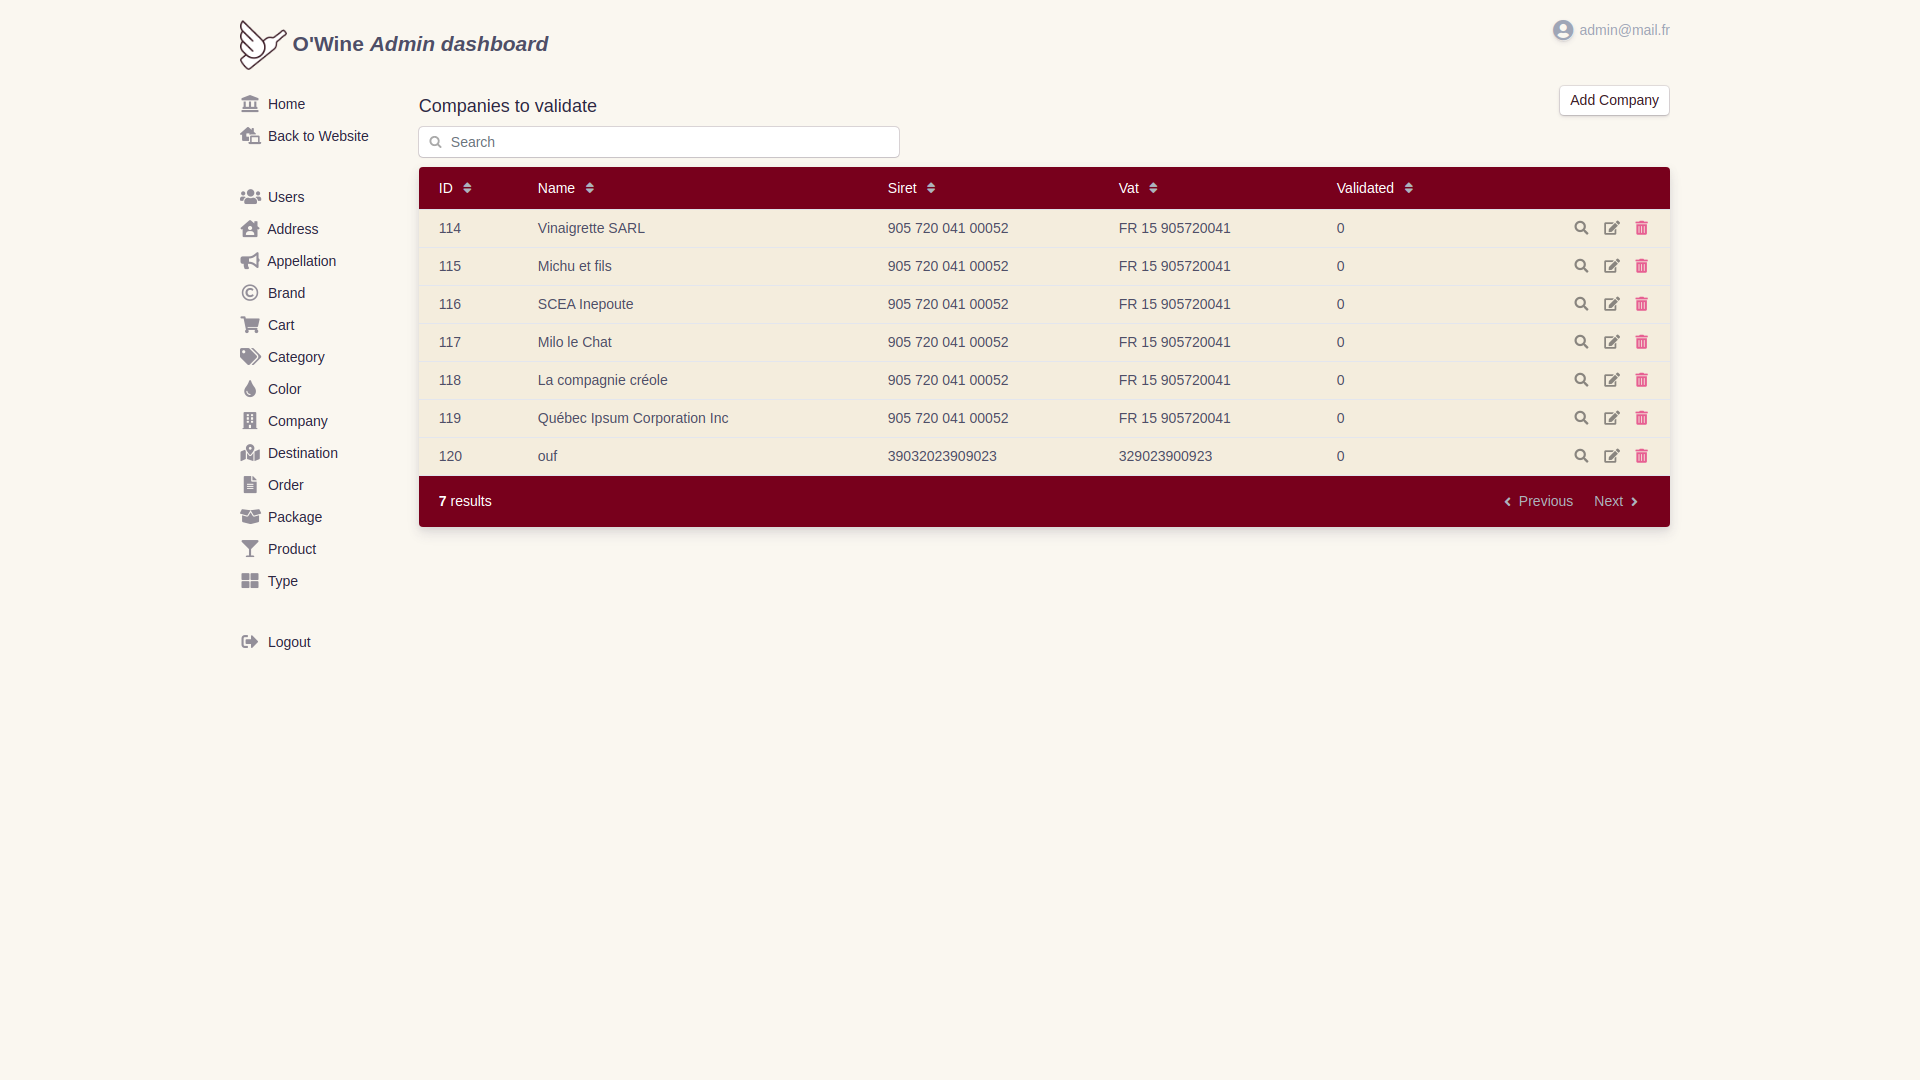 O'Wine Admin dashboard
admin@mail.fr
Home
Back to Website
Users
Address
Appellation
Brand
Cart
Category
Color
Company
Destination
Order
Package
Product
Type
Logout
Companies to validate
Add Company
Search
ID Name Siret Vat Validated
114 Vinaigrette SARL 905 720 041 00052 FR 15 905720041 0
115 Michu et fils 905 720 041 00052 FR 15 905720041 0
116 SCEA Inepoute 905 720 041 00052 FR 15 905720041 0
117 Milo le Chat 905 720 041 00052 FR 15 905720041 0
118 La compagnie créole 905 720 041 00052 FR 15 905720041 0
119 Québec Ipsum Corporation Inc 905 720 041 00052 FR 15 905720041 0
120 ouf 39032023909023 329023900923 0
7 results Previous Next